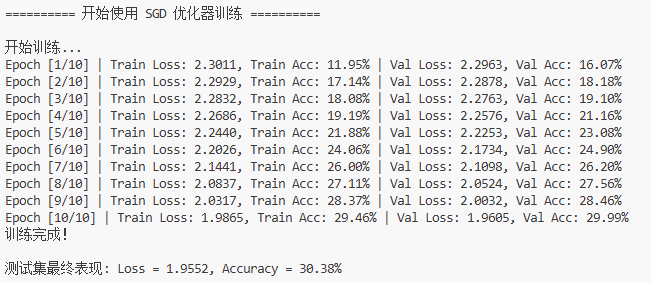 ========== 开始使用 SGD 优化器训练 ==========
开始训练...
Epoch [1/10] | Train Loss: 2.3011, Train Acc: 11.95% | Val Loss: 2.2963, Val Acc: 16.07%
Epoch [2/10] | Train Loss: 2.2929, Train Acc: 17.14% | Val Loss: 2.2878, Val Acc: 18.18%
Epoch [3/10] | Train Loss: 2.2832, Train Acc: 18.08% | Val Loss: 2.2763, Val Acc: 19.10%
Epoch [4/10] | Train Loss: 2.2686, Train Acc: 19.19% | Val Loss: 2.2576, Val Acc: 21.16%
Epoch [5/10] | Train Loss: 2.2440, Train Acc: 21.88% | Val Loss: 2.2253, Val Acc: 23.08%
Epoch [6/10] | Train Loss: 2.2026, Train Acc: 24.06% | Val Loss: 2.1734, Val Acc: 24.90%
Epoch [7/10] | Train Loss: 2.1441, Train Acc: 26.00% | Val Loss: 2.1098, Val Acc: 26.20%
Epoch [8/10] | Train Loss: 2.0837, Train Acc: 27.11% | Val Loss: 2.0524, Val Acc: 27.56%
Epoch [9/10] | Train Loss: 2.0317, Train Acc: 28.37% | Val Loss: 2.0032, Val Acc: 28.46%
Epoch [10/10] | Train Loss: 1.9865, Train Acc: 29.46% | Val Loss: 1.9605, Val Acc: 29.99%
训练完成!
测试集最终表现: Loss = 1.9552, Accuracy = 30.38%